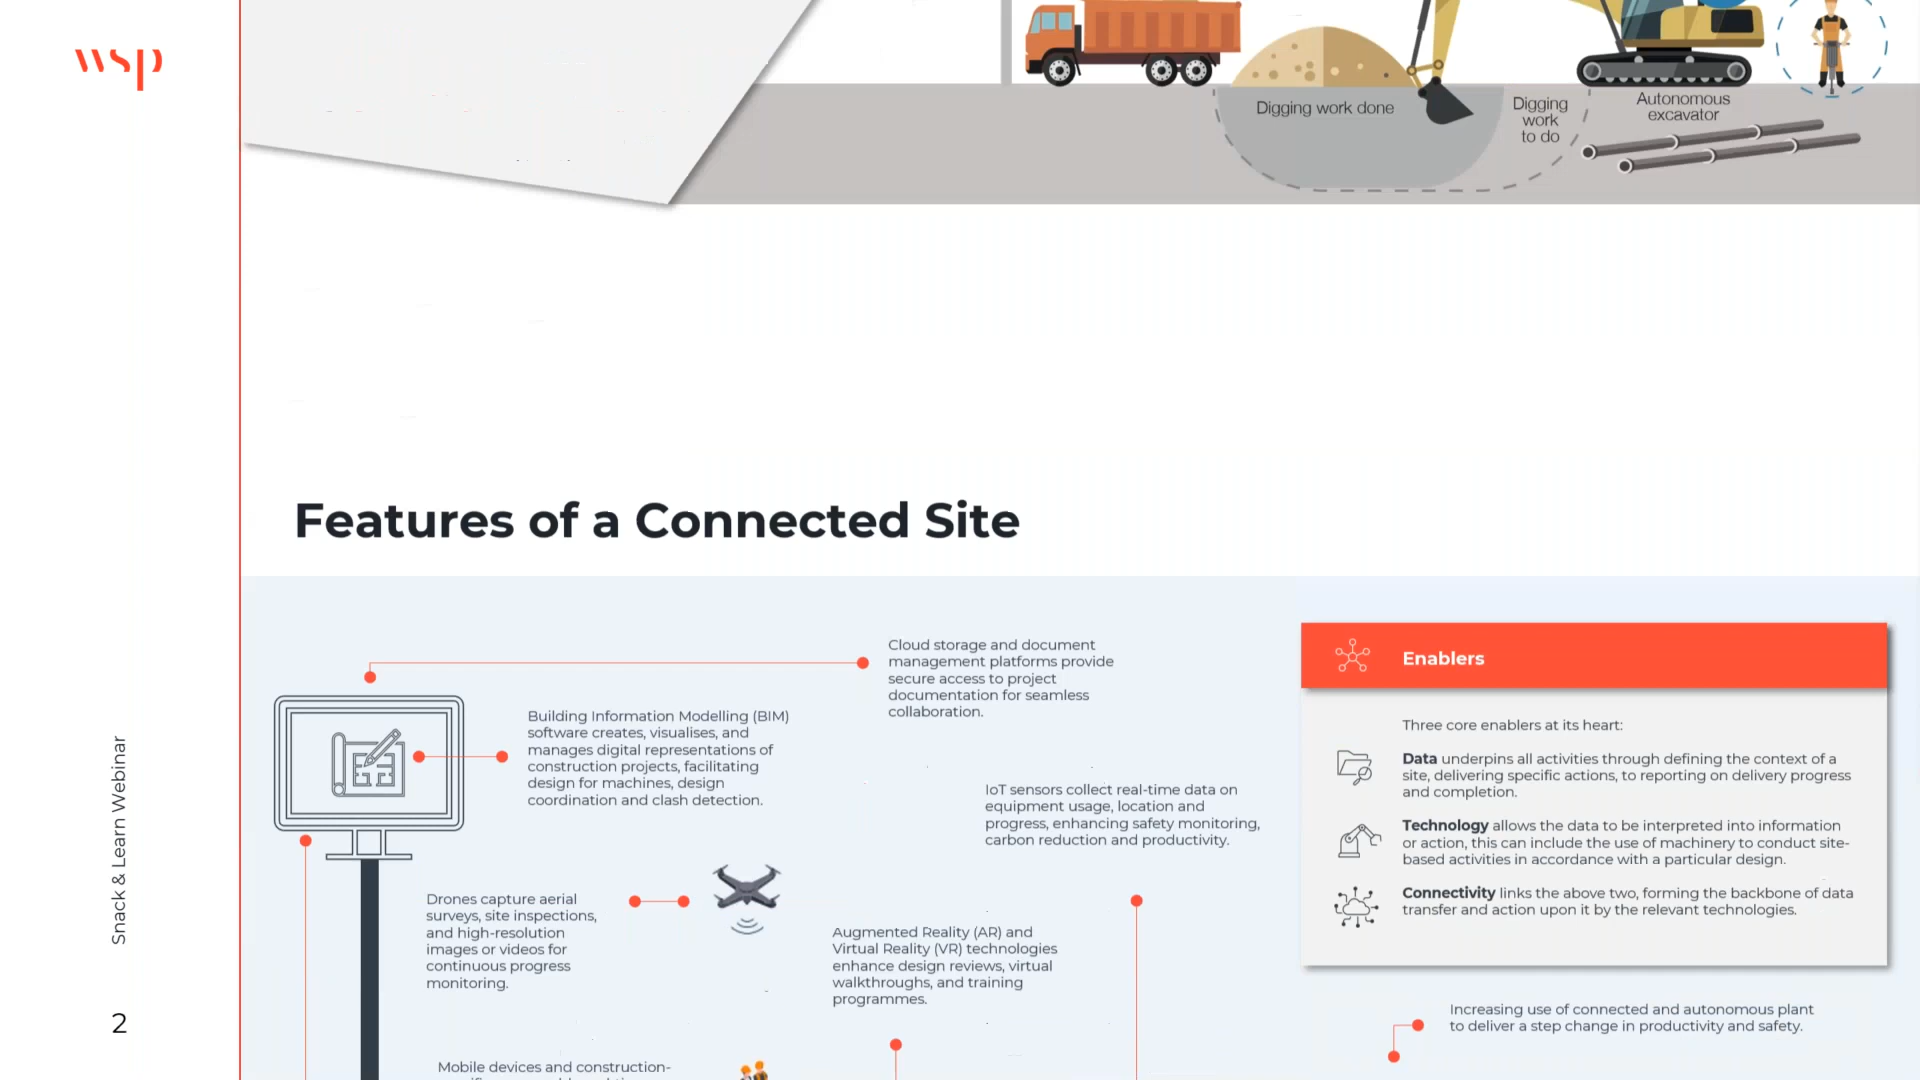 wsp
Digging work done
Digging
work
to do
Autonomous
excavator
Features of a Connected Site
Cloud storage and document
management platforms provide
secure access to project
documentation for seamless
collaboration.
Building Information Modelling (BIM)
software creates, visualises, and
manages digital representations of
construction projects, facilitating
design for machines, design
coordination and clash detection.
IoT sensors collect real-time data on
equipment usage, location and
progress, enhancing safety monitoring,
carbon reduction and productivity.
Drones capture aerial
surveys, site inspections,
and high-resolution
images or videos for
continuous progress
monitoring.
Augmented Reality (AR) and
Virtual Reality (VR) technologies
enhance design reviews, virtual
walkthroughs, and training
programmes.
Mobile devices and construction-
Enablers
Three core enablers at its heart:
Data underpins all activities through defining the context of a
site, delivering specific actions, to reporting on delivery progress
and completion.
Technology allows the data to be interpreted into information
or action, this can include the use of machinery to conduct site-
based activities in accordance with a particular design.
Connectivity links the above two, forming the backbone of data
transfer and action upon it by the relevant technologies.
Increasing use of connected and autonomous plant
to deliver a step change in productivity and safety.
Snack & Learn Webinar
2